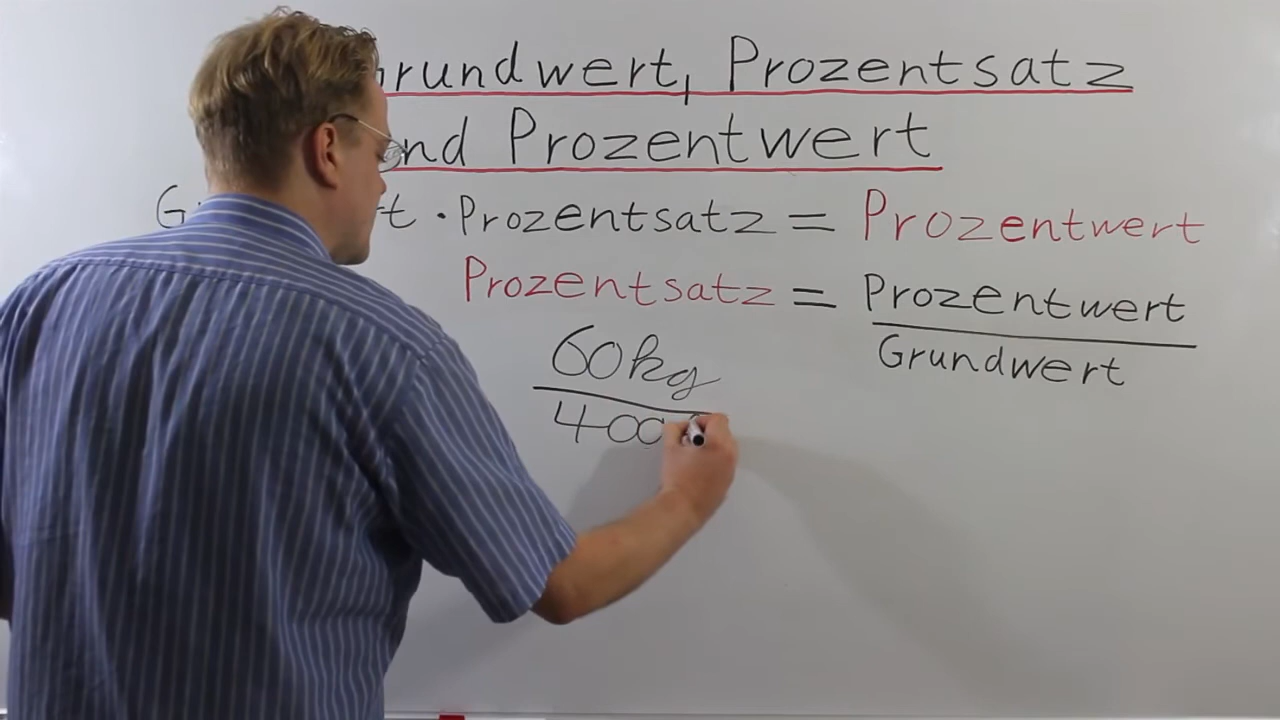 rundwert, Prozentsatz
nd Prozentwert
G t · Prozentsatz = Prozentwert
Prozentsatz = Prozentwert
Grundwert
60kg
400